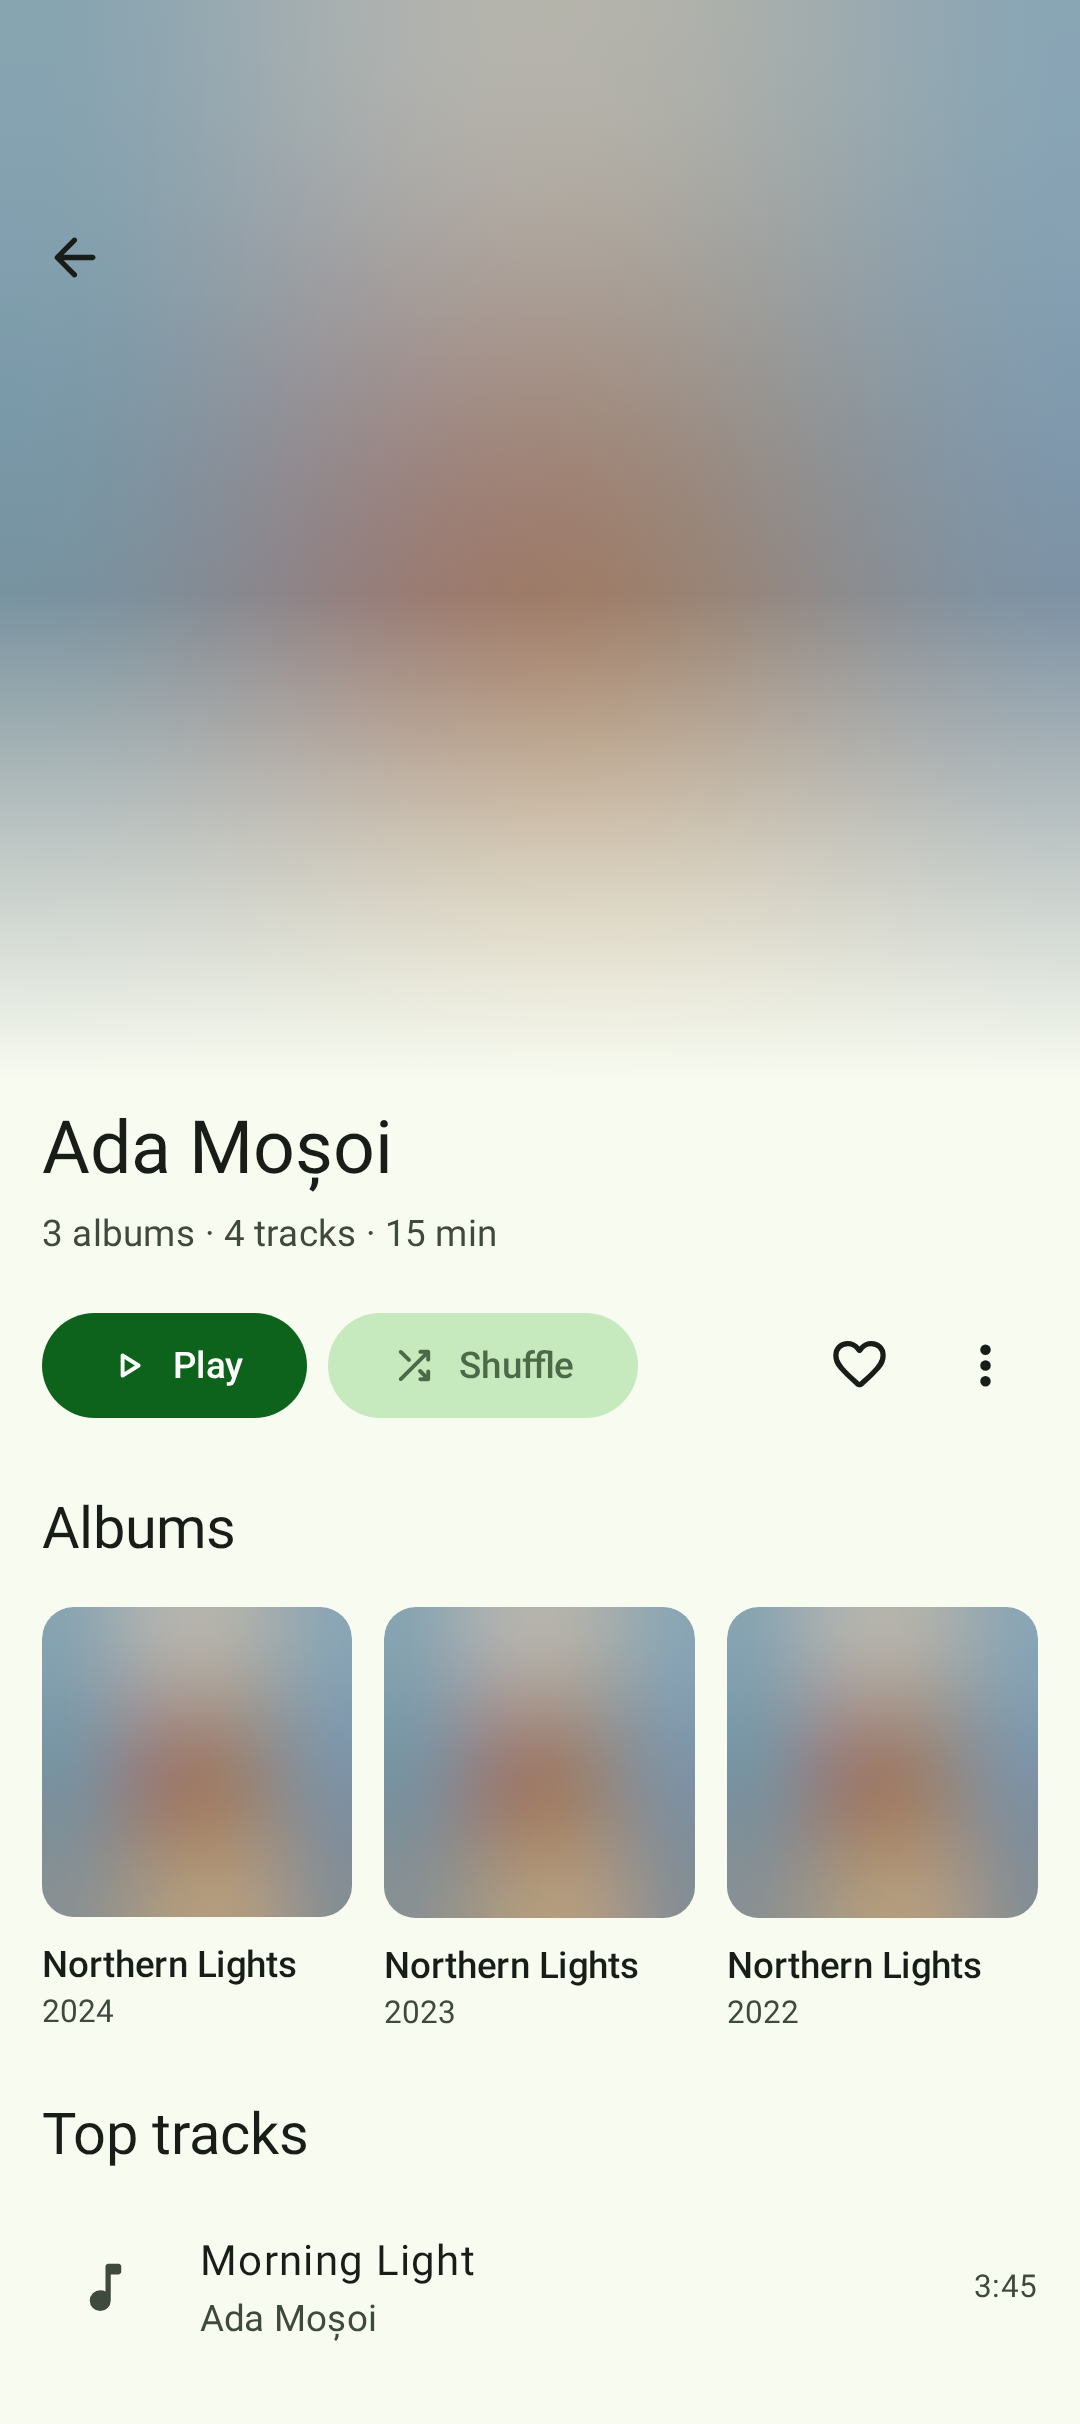 Ada Moșoi
3 albums · 4 tracks · 15 min
Play
Shuffle
Albums
Northern Lights
2024
Northern Lights
2023
Northern Lights
2022
Top tracks
Morning Light
3:45
Ada Moșoi